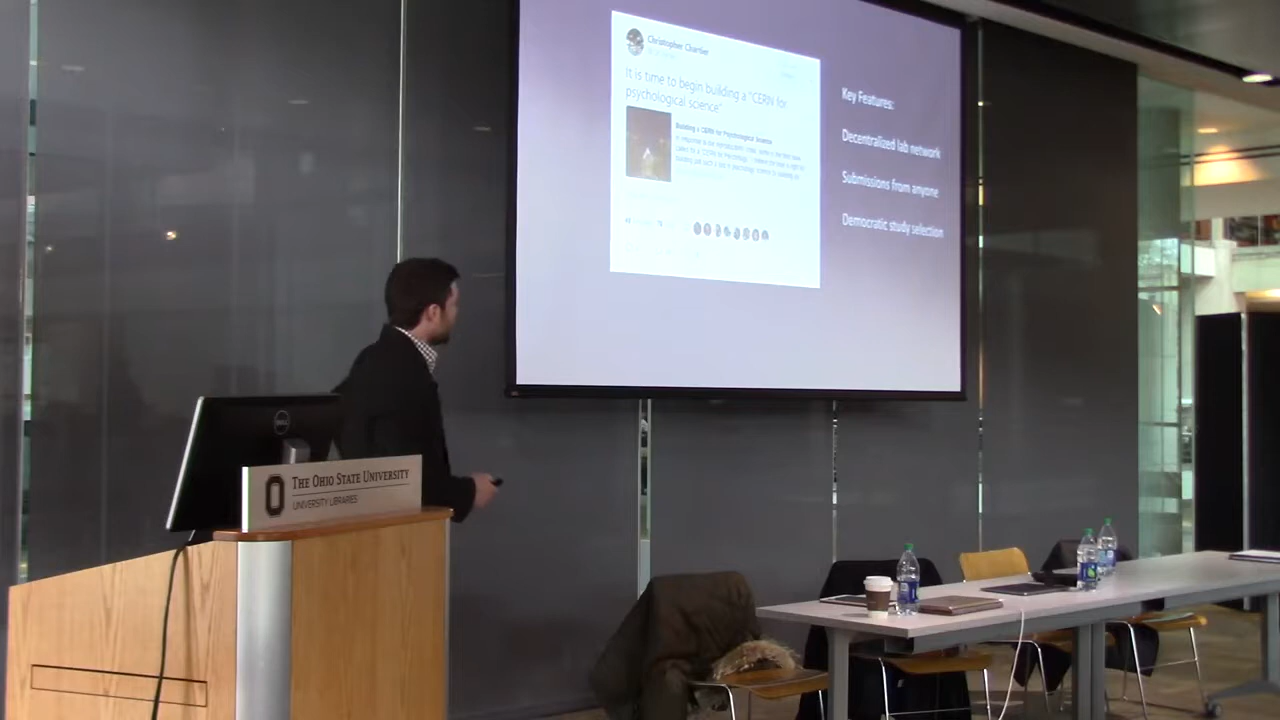 Christopher Chartier
It is time to begin building a "CERN for
psychological science"
Building a CERN for Psychological Science
Key Features:
Decentralized lab network
Submissions from anyone
Democratic study selection
DELL
THE OHIO STATE UNIVERSITY
UNIVERSITY LIBRARIES